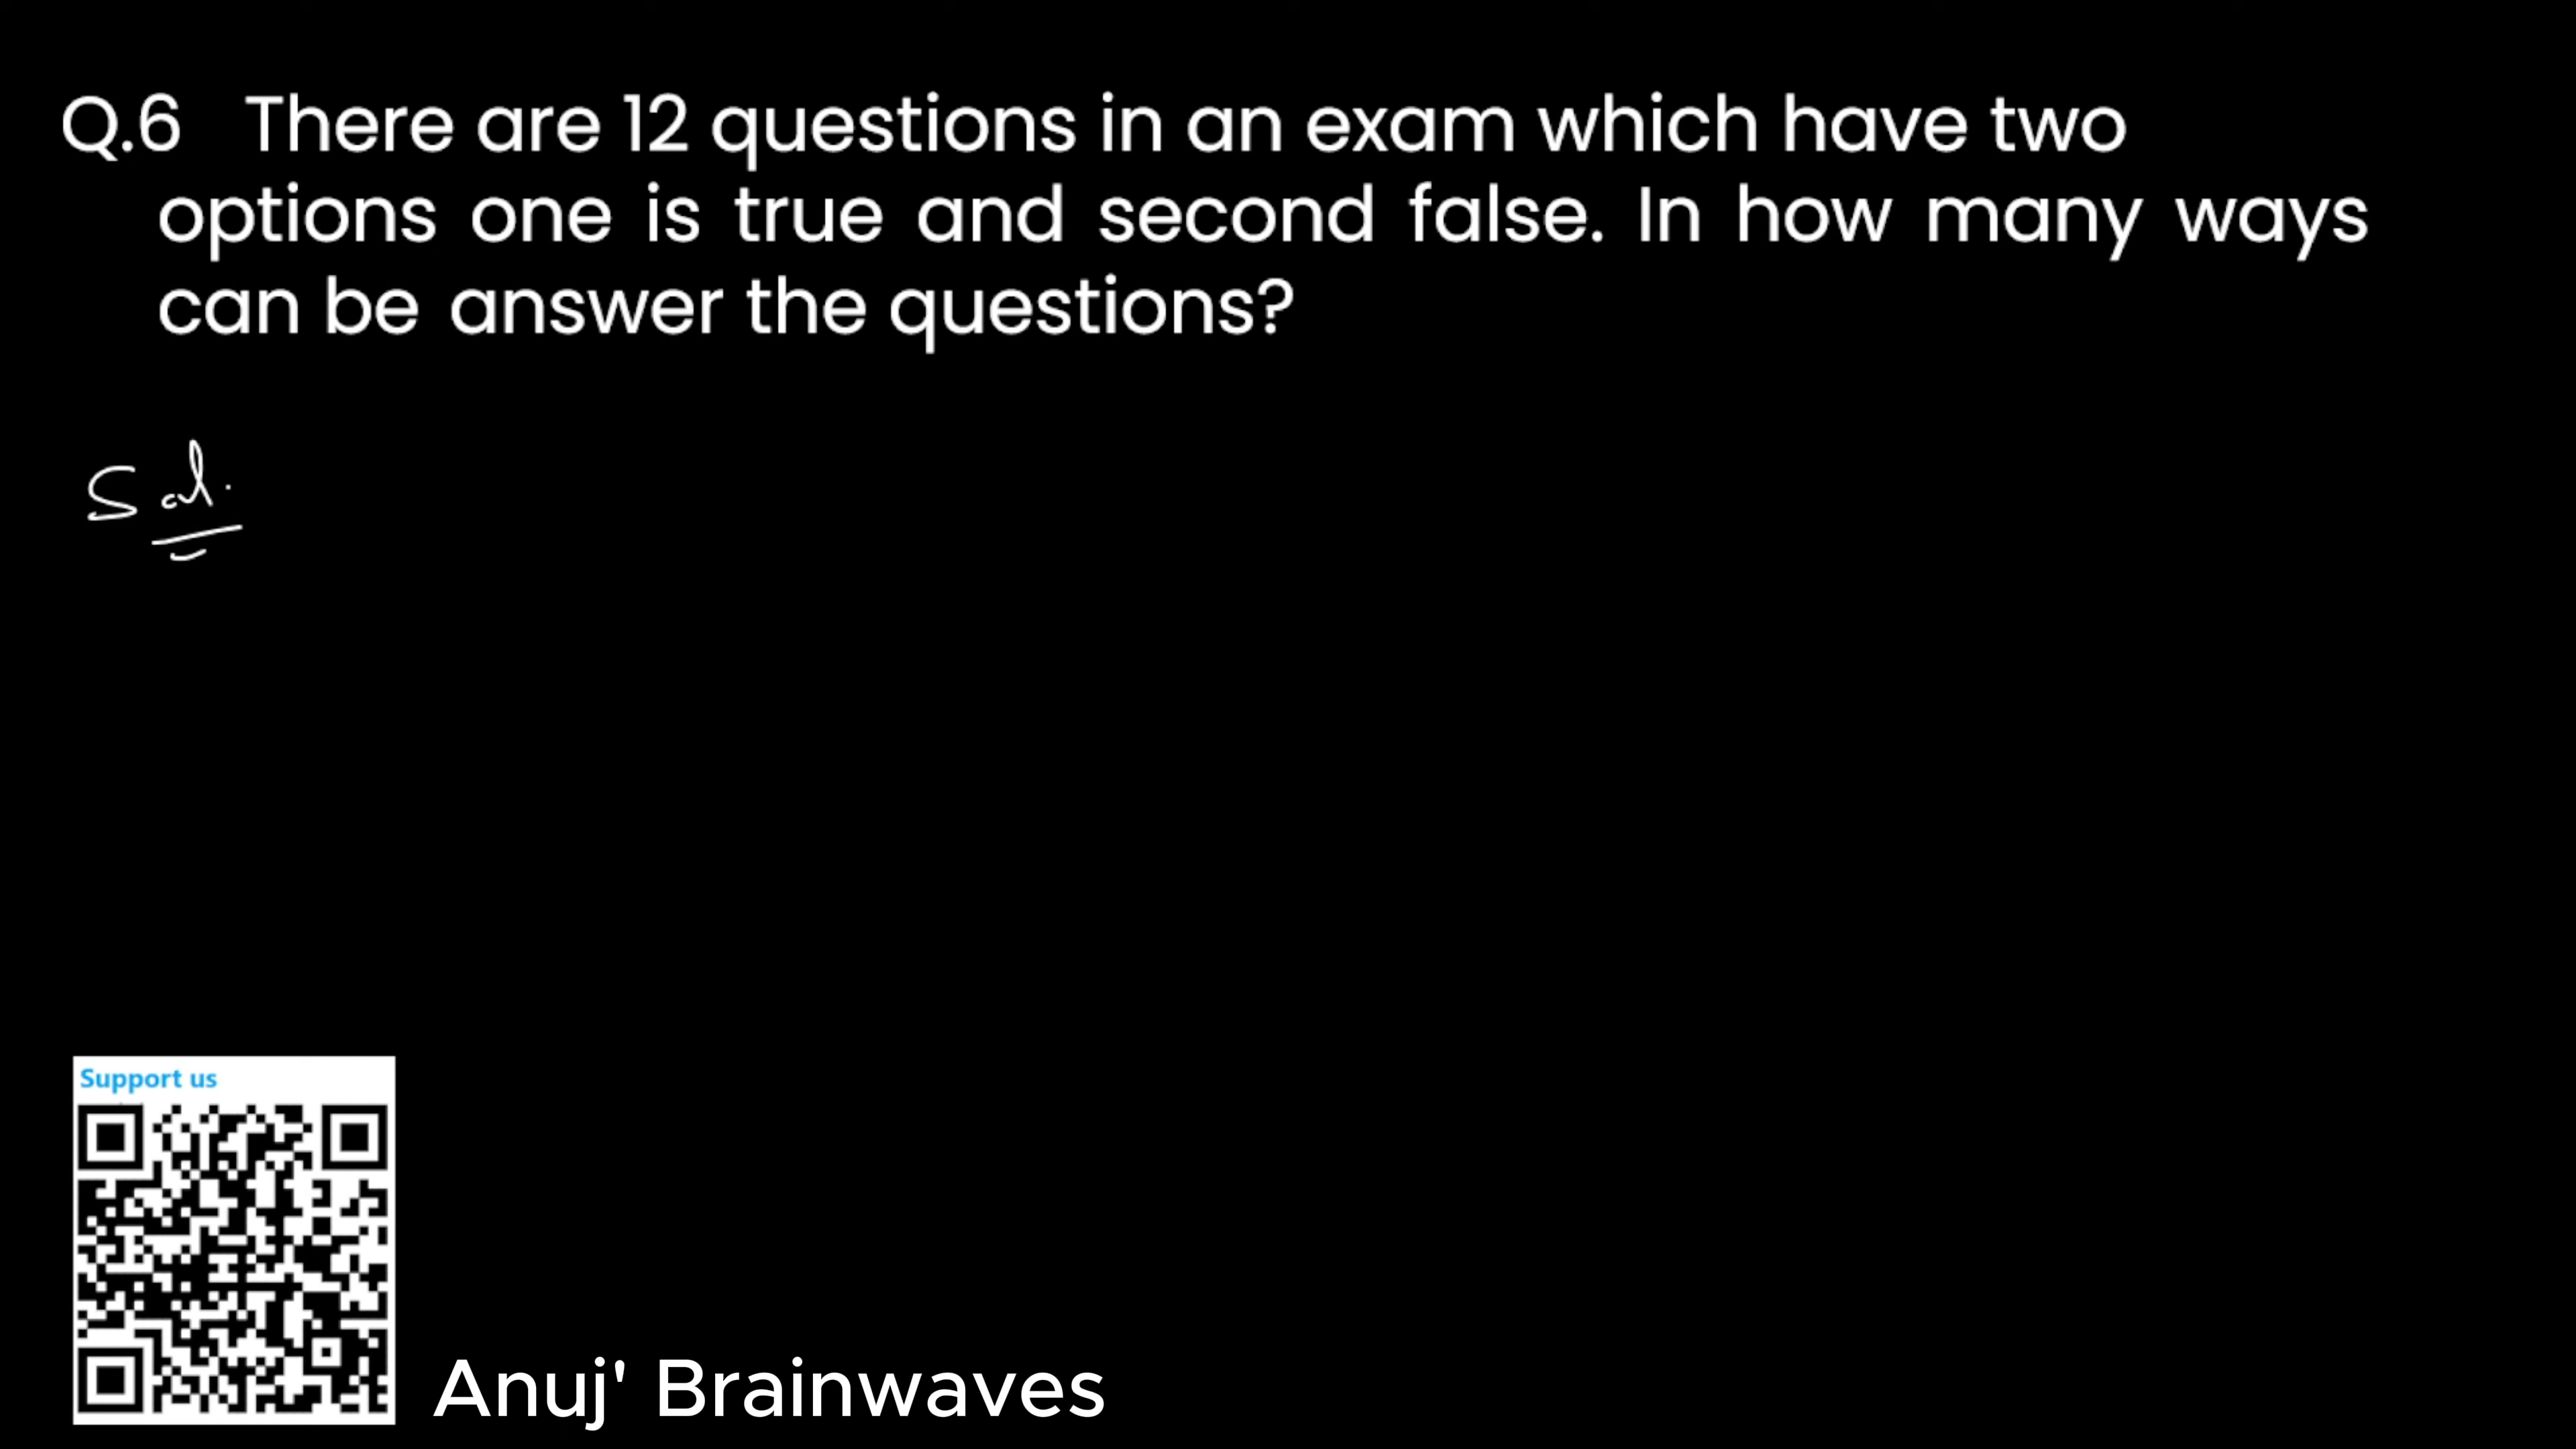 Q.6 There are 12 questions in an exam which have two
options one is true and second false. In how many ways
can be answer the questions?
Sol.
Support us
Anuj' Brainwaves